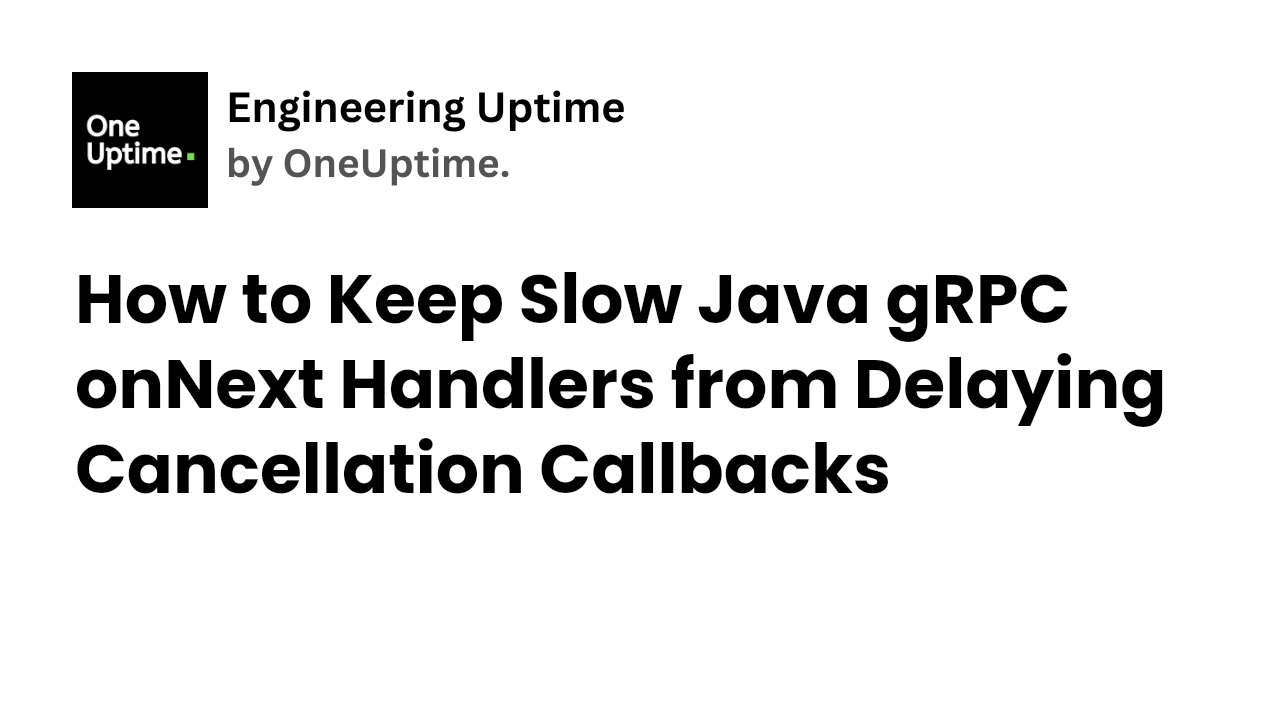 One
Uptime.
Engineering Uptime
by OneUptime.
How to Keep Slow Java gRPC
onNext Handlers from Delaying
Cancellation Callbacks